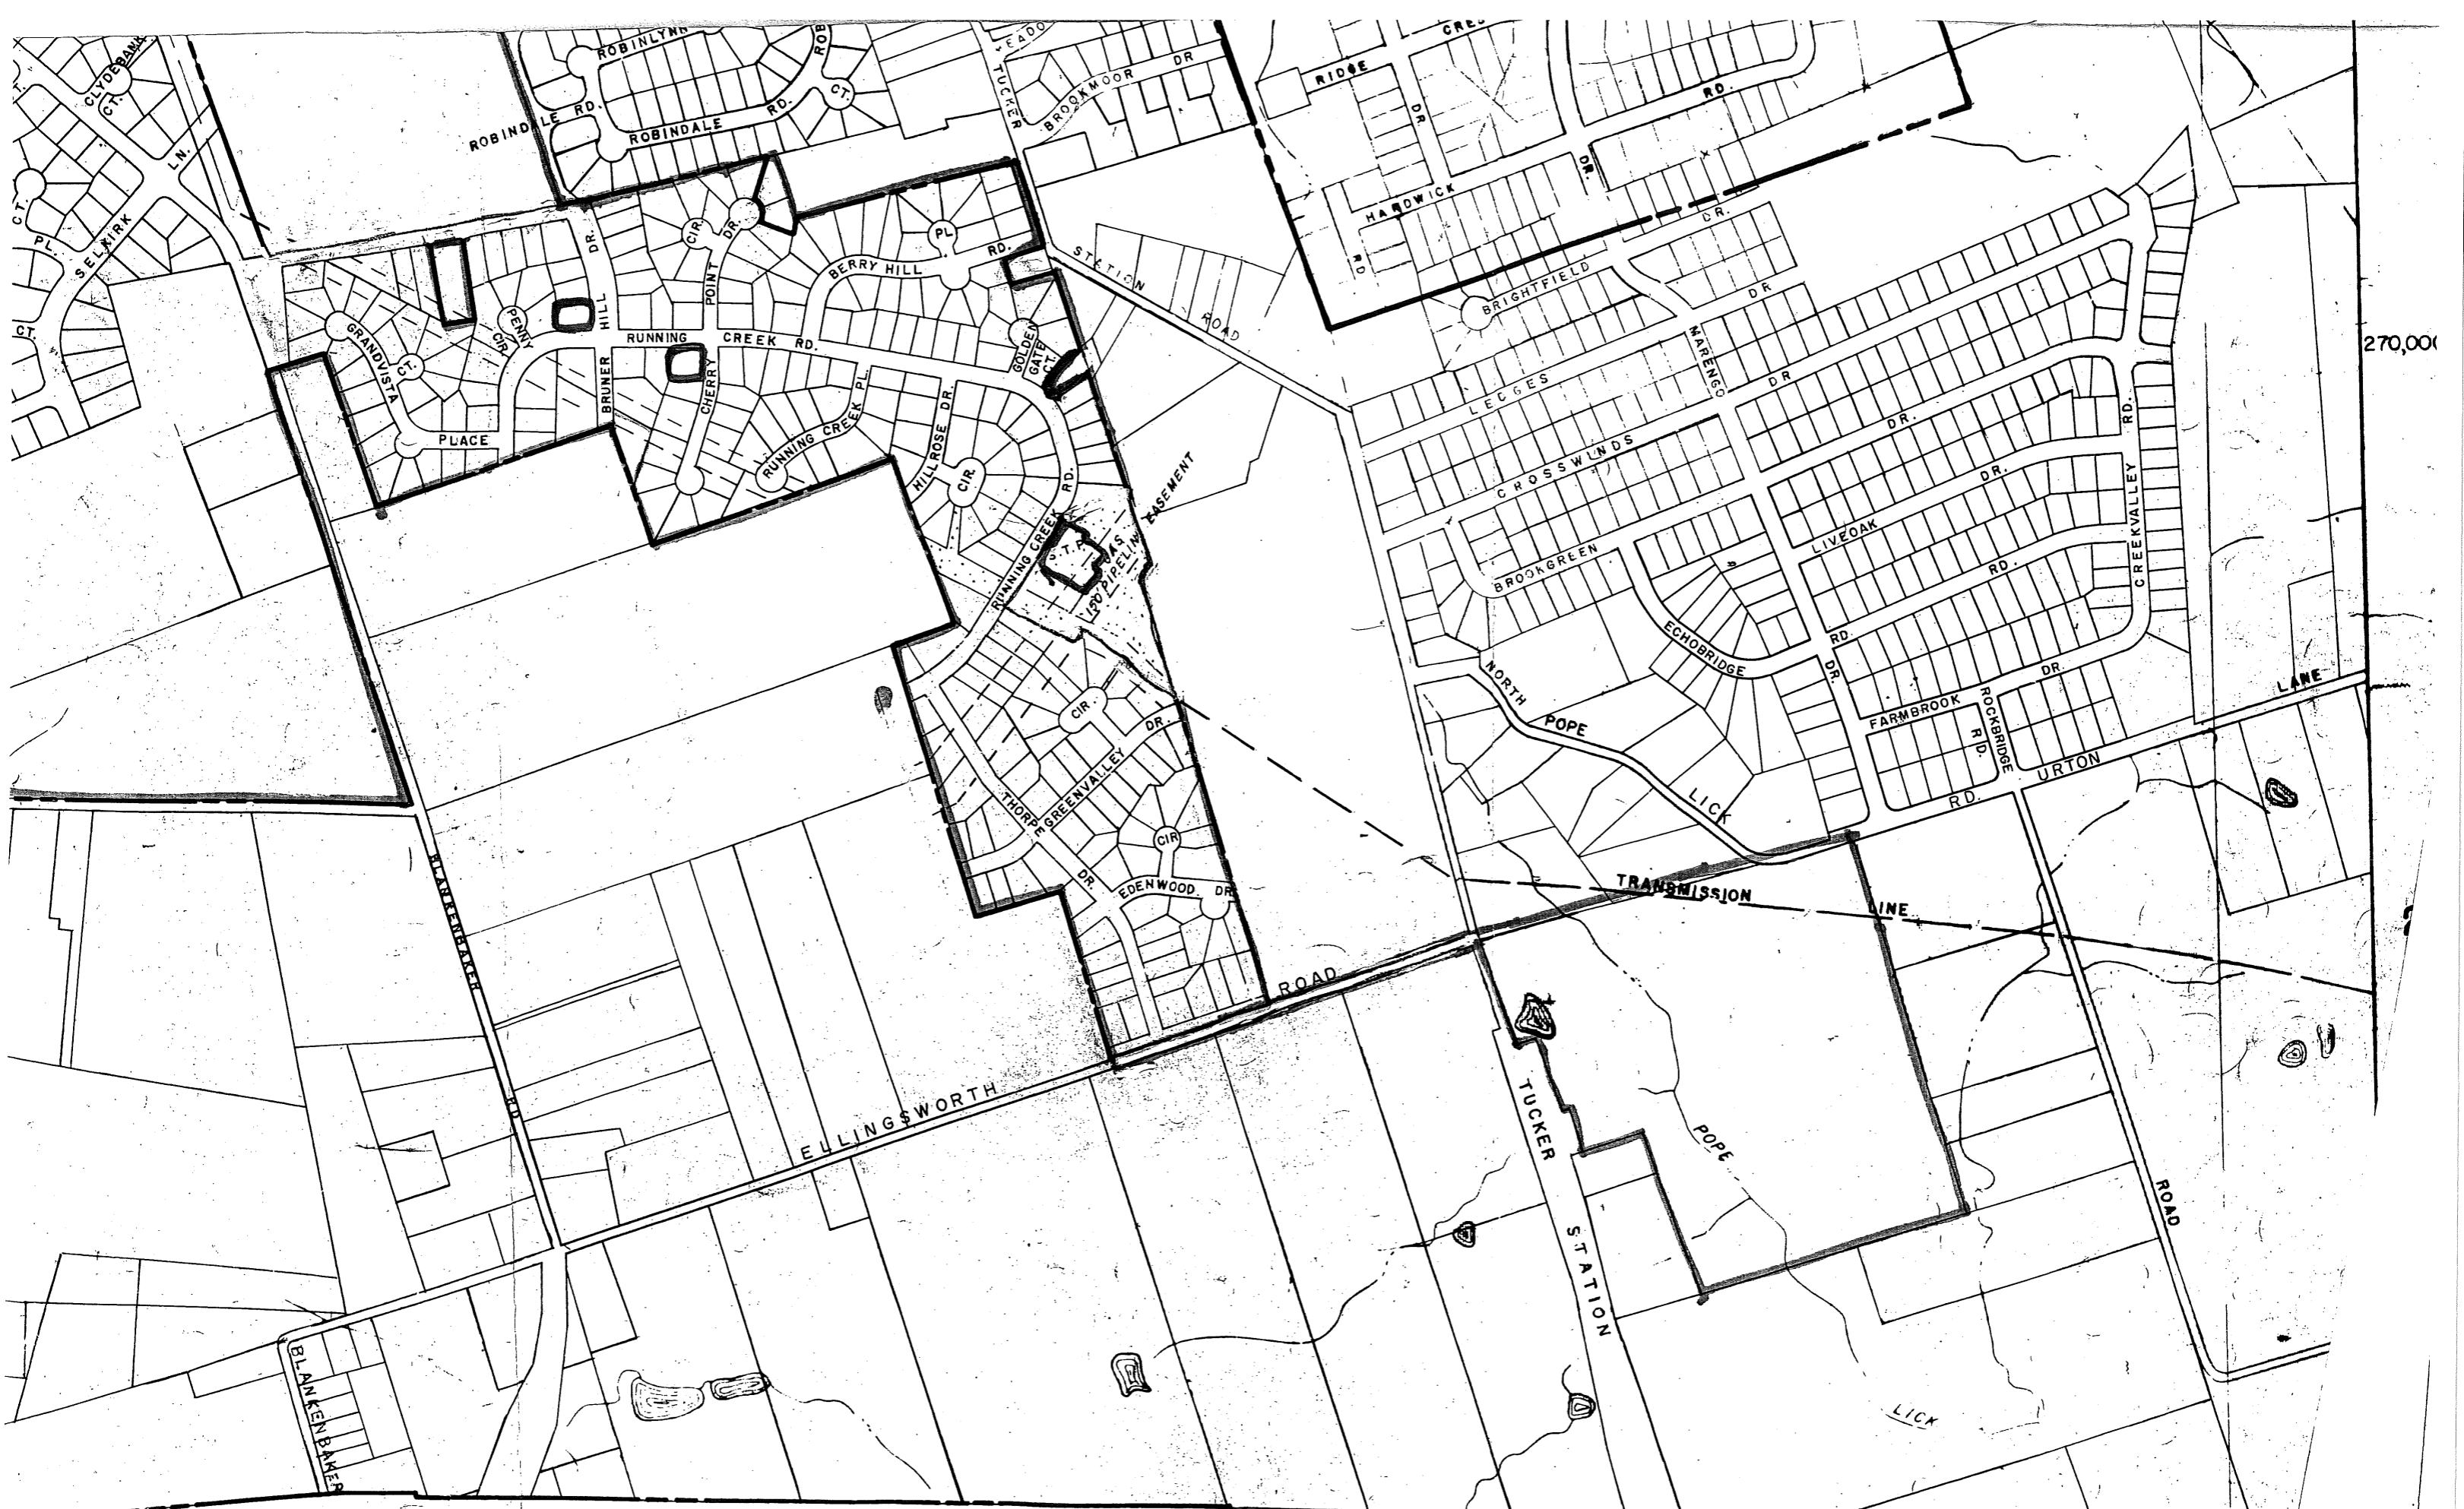 CLYDEBANK
CT.
ROBINLYNN
ROBINDALE RD.
ROBINDALE RD.
CT.
TUCKER
BROOKMOOR DR
RIDGE
DR.
RD.
HARDWICK
DR.
RD
LN.
SELKIRK
CT.
PL.
CT.
CIR.
DR.
POINT
PL
BERRY HILL RD.
STATION
ROAD
BRIGHTFIELD
DR.
LEDGES
DR
MARENGO
270,000
GRANDVISTA
CT.
PENNY
CIR.
HILL
DR.
BRUNER
RUNNING CREEK RD.
CHERRY
GOLDEN
GATE
CT.
PLACE
RUNNING CREEK PL.
HILLROSE DR.
CIR.
RUNNING CREEK RD.
S.T.P.
GAS
150' PIPELINE
EASEMENT
CROSSWINDS DR
BROOKGREEN DR.
LIVEOAK DR.
CREEKVALLEY RD.
ECHOBRIDGE
RD.
RD.
DR.
NORTH
POPE
LICK
FARMBROOK DR.
ROCKBRIDGE
RD.
URTON LANE
RD.
CIR.
GREENVALLEY DR.
THORPE
DR.
CIR
EDENWOOD DR.
TRANSMISSION LINE
BLANKENBAKER
RD
ELLINGSWORTH ROAD
TUCKER
STATION
POPE
LICK
ROAD
BLANKENBAKER